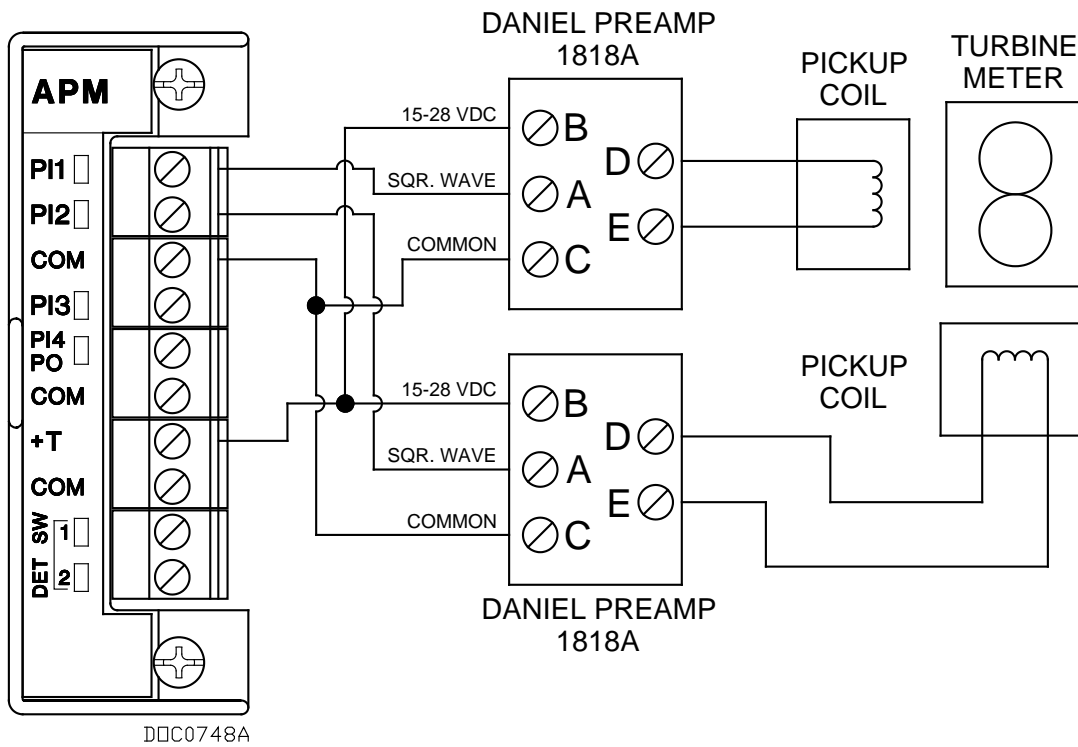 DANIEL PREAMP
1818A
PICKUP
COIL
TURBINE
METER
APM
PI1
PI2
COM
PI3
PI4
PO
COM
+T
COM
DET SW
1
2
15-28 VDC
SQR. WAVE
COMMON
B
A
C
D
E
15-28 VDC
SQR. WAVE
COMMON
B
A
C
D
E
PICKUP
COIL
DANIEL PREAMP
1818A
DOC0748A